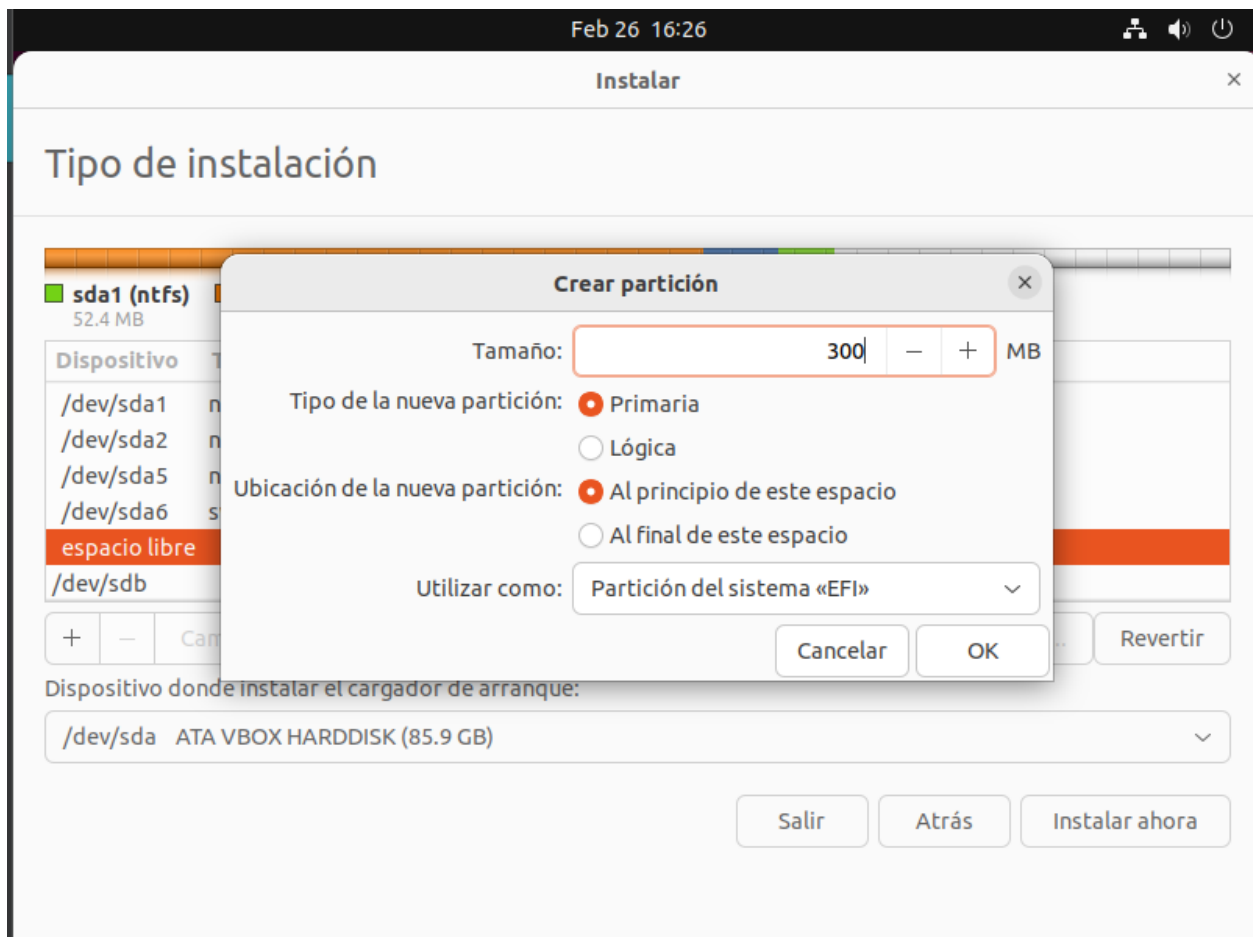 Feb 26 16:26
Instalar
Tipo de instalación
Crear partición
sda1 (ntfs)
52.4 MB
Tamaño: 300 MB
Dispositivo
Tipo de la nueva partición: Primaria
/dev/sda1
Lógica
/dev/sda2
/dev/sda5
Ubicación de la nueva partición: Al principio de este espacio
/dev/sda6
Al final de este espacio
espacio libre
/dev/sdb
Utilizar como: Partición del sistema «EFI»
Cancelar OK
+ − Revertir
Dispositivo donde instalar el cargador de arranque:
/dev/sda ATA VBOX HARDDISK (85.9 GB)
Salir Atrás Instalar ahora